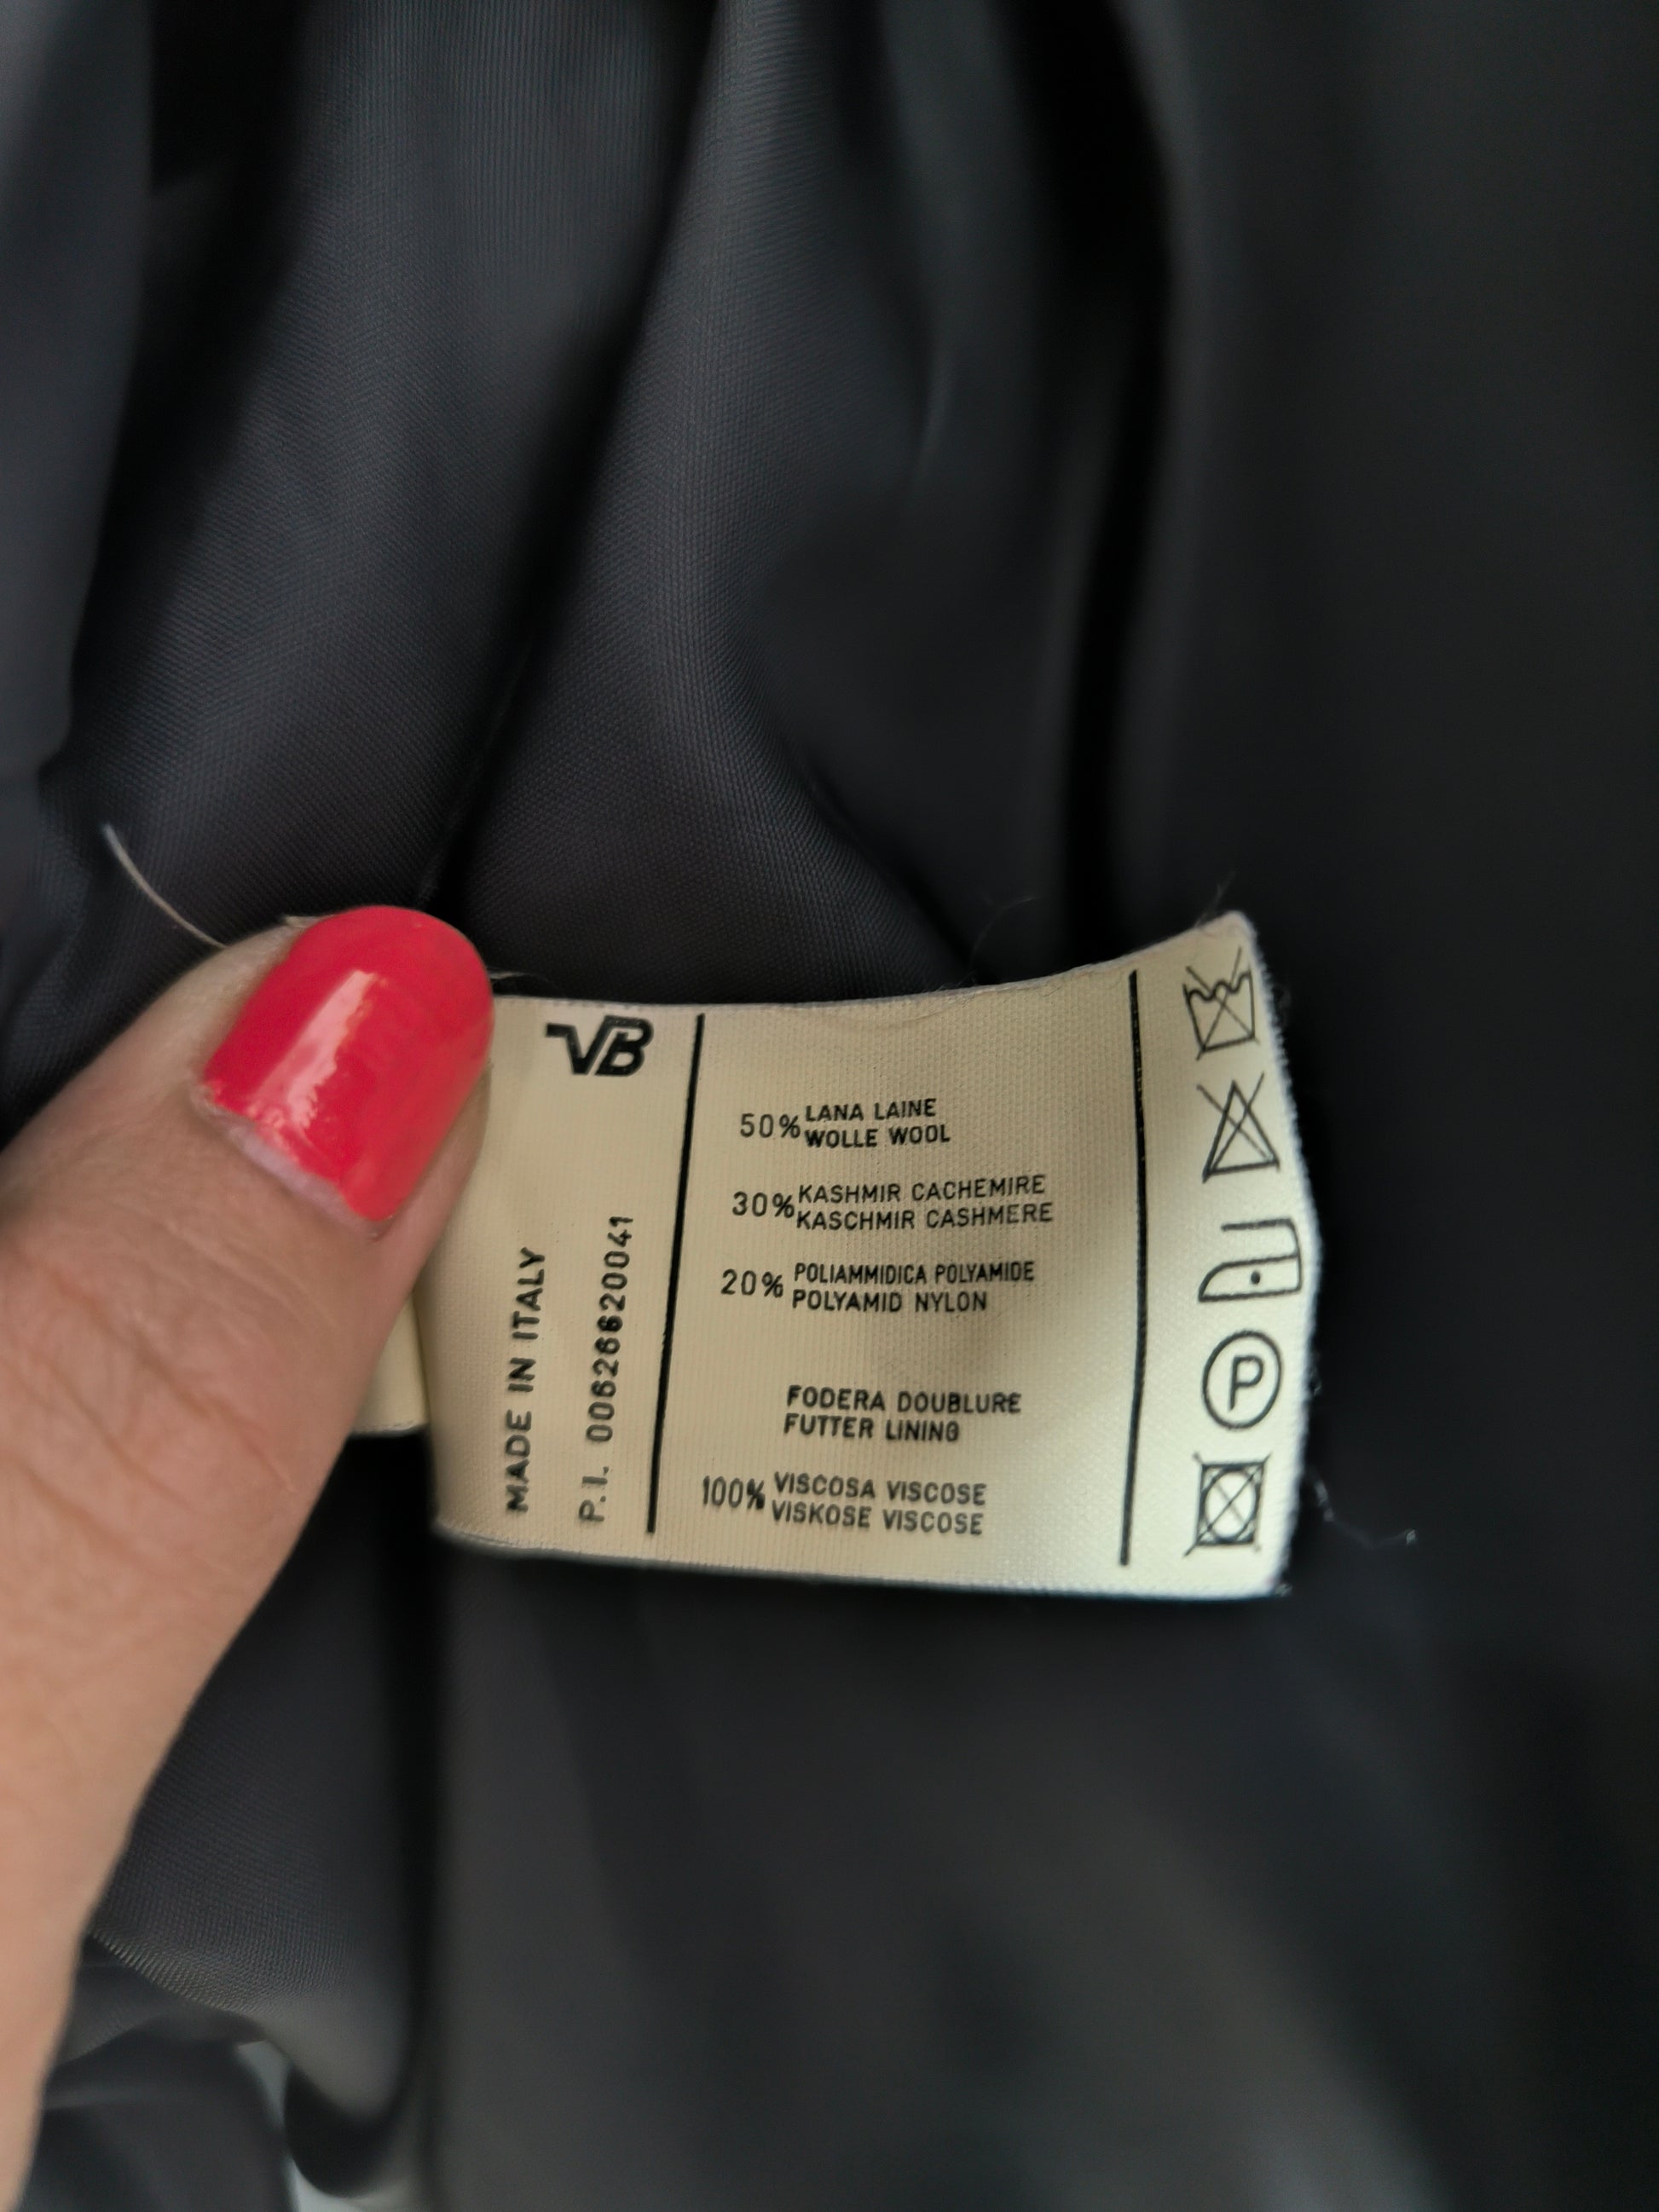 VB
MADE IN ITALY
P.I. 00626620041
50% LANA LAINE
WOLLE WOOL
30% KASHMIR CACHEMIRE
KASCHMIR CASHMERE
20% POLIAMMIDICA POLYAMIDE
POLYAMID NYLON
FODERA DOUBLURE
FUTTER LINING
100% VISCOSA VISCOSE
VISKOSE VISCOSE
P